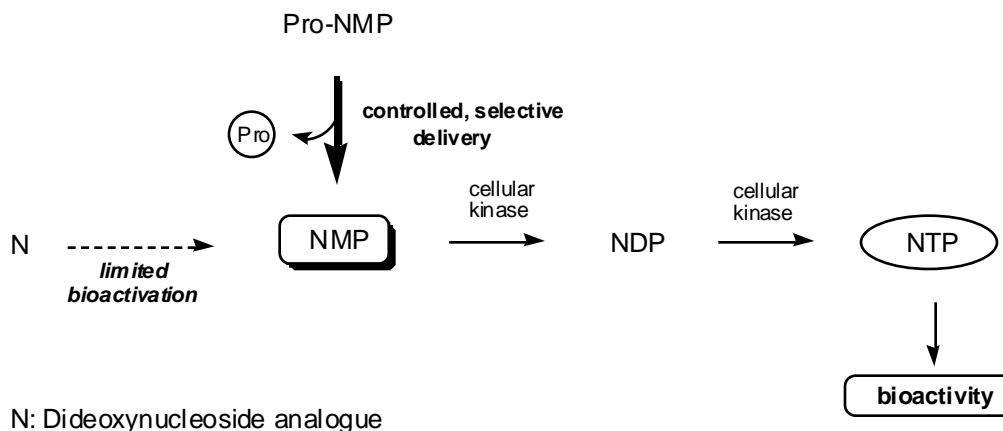 Pro-NMP
controlled, selective
delivery
Pro
cellular
kinase
cellular
kinase
N
limited
bioactivation
NMP
NDP
NTP
bioactivity
N: Dideoxynucleoside analogue